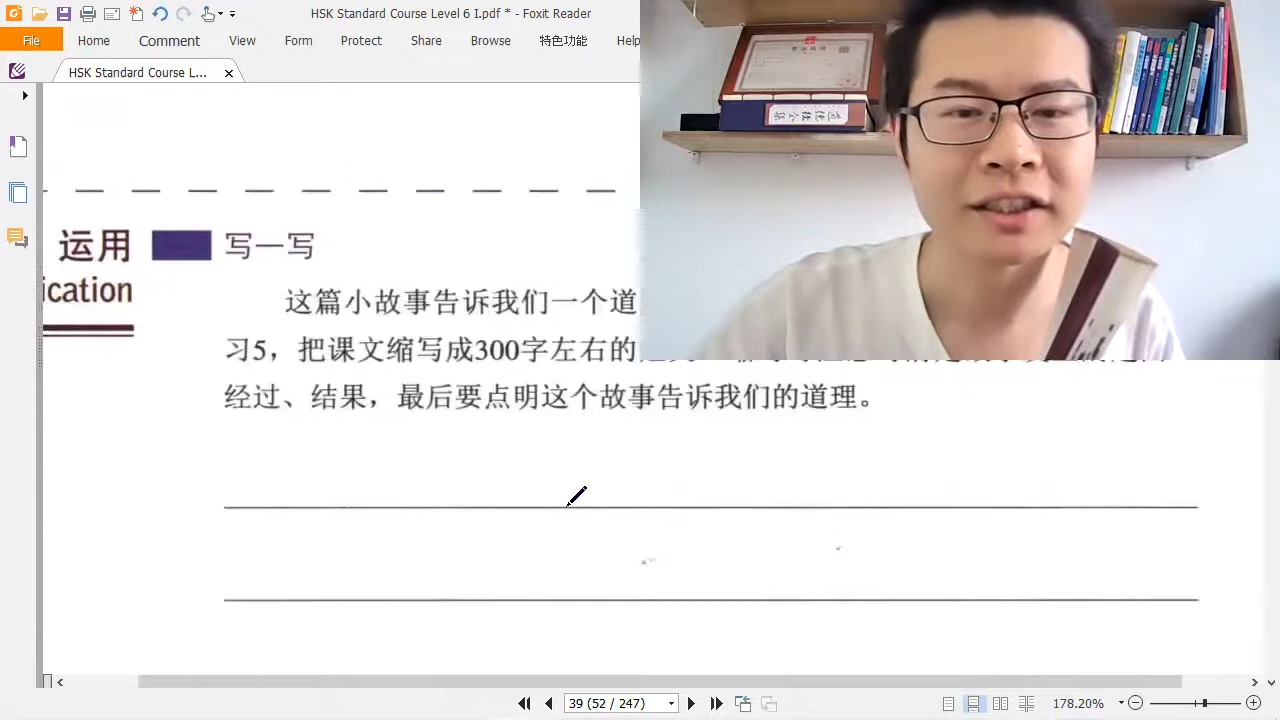 HSK Standard Course Level 6 I.pdf * - Foxit Reader
File Home Comment View Form Protect Share Browse 特色功能 Help
HSK Standard Course L...
运用 写一写
ication
这篇小故事告诉我们一个道
习5，把课文缩写成300字左右的
经过、结果，最后要点明这个故事告诉我们的道理。
39 (52 / 247)
178.20%